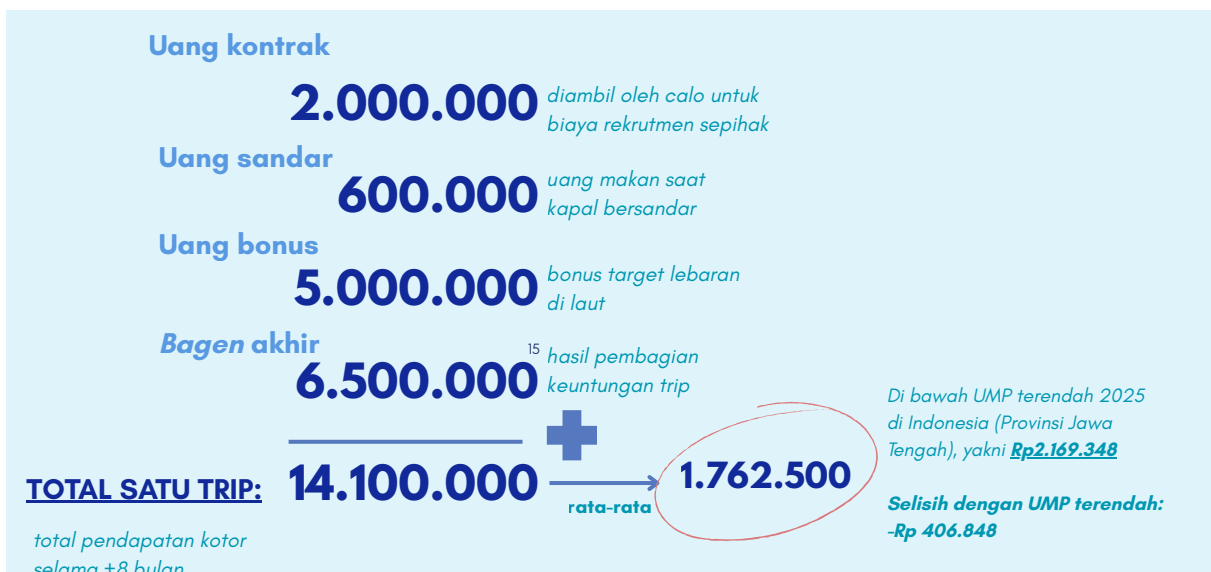 Uang kontrak
2.000.000
diambil oleh calo untuk
biaya rekrutmen sepihak
Uang sandar
600.000
uang makan saat
kapal bersandar
Uang bonus
5.000.000
bonus target lebaran
di laut
Bagen akhir
6.500.000 15
hasil pembagian
keuntungan trip
TOTAL SATU TRIP:
14.100.000
rata-rata
1.762.500
Di bawah UMP terendah 2025
di Indonesia (Provinsi Jawa
Tengah), yakni Rp2.169.348
Selisih dengan UMP terendah:
-Rp 406.848
total pendapatan kotor
selama ±8 bulan